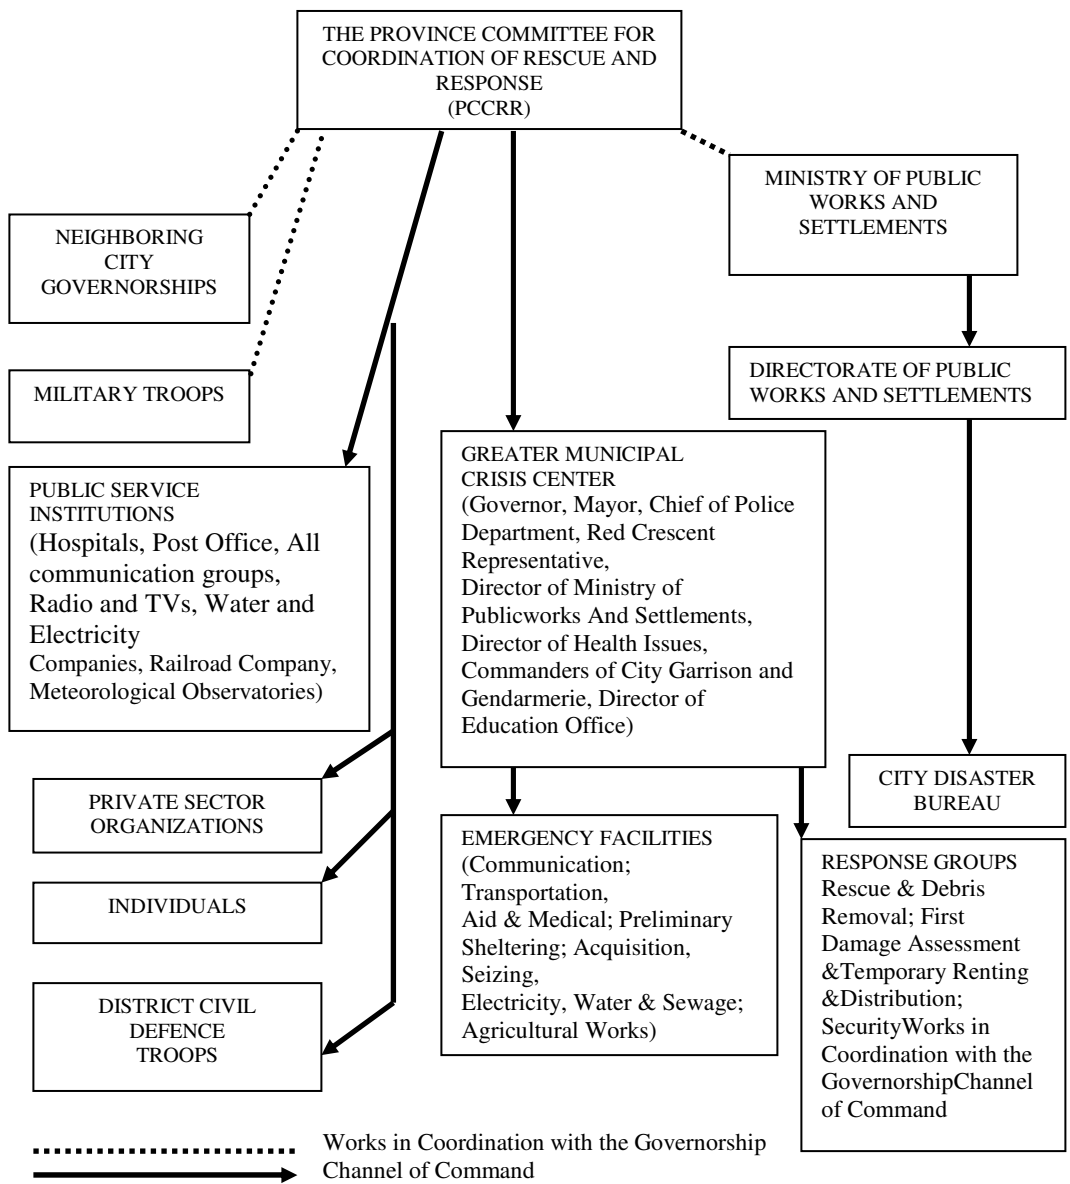 THE PROVINCE COMMITTEE FOR
COORDINATION OF RESCUE AND
RESPONSE
(PCCRR)
MINISTRY OF PUBLIC
WORKS AND
SETTLEMENTS
NEIGHBORING
CITY
GOVERNORSHIPS
MILITARY TROOPS
DIRECTORATE OF PUBLIC
WORKS AND SETTLEMENTS
PUBLIC SERVICE
INSTITUTIONS
(Hospitals, Post Office, All
communication groups,
Radio and TVs, Water and
Electricity
Companies, Railroad Company,
Meteorological Observatories)
GREATER MUNICIPAL
CRISIS CENTER
(Governor, Mayor, Chief of Police
Department, Red Crescent
Representative,
Director of Ministry of
Publicworks And Settlements,
Director of Health Issues,
Commanders of City Garrison and
Gendarmerie, Director of
Education Office)
CITY DISASTER
BUREAU
PRIVATE SECTOR
ORGANIZATIONS
INDIVIDUALS
DISTRICT CIVIL
DEFENCE
TROOPS
EMERGENCY FACILITIES
(Communication;
Transportation,
Aid & Medical; Preliminary
Sheltering; Acquisition,
Seizing,
Electricity, Water & Sewage;
Agricultural Works)
RESPONSE GROUPS
Rescue & Debris
Removal; First
Damage Assessment
&Temporary Renting
&Distribution;
SecurityWorks in
Coordination with the
GovernorshipChannel
of Command
Works in Coordination with the Governorship
Channel of Command